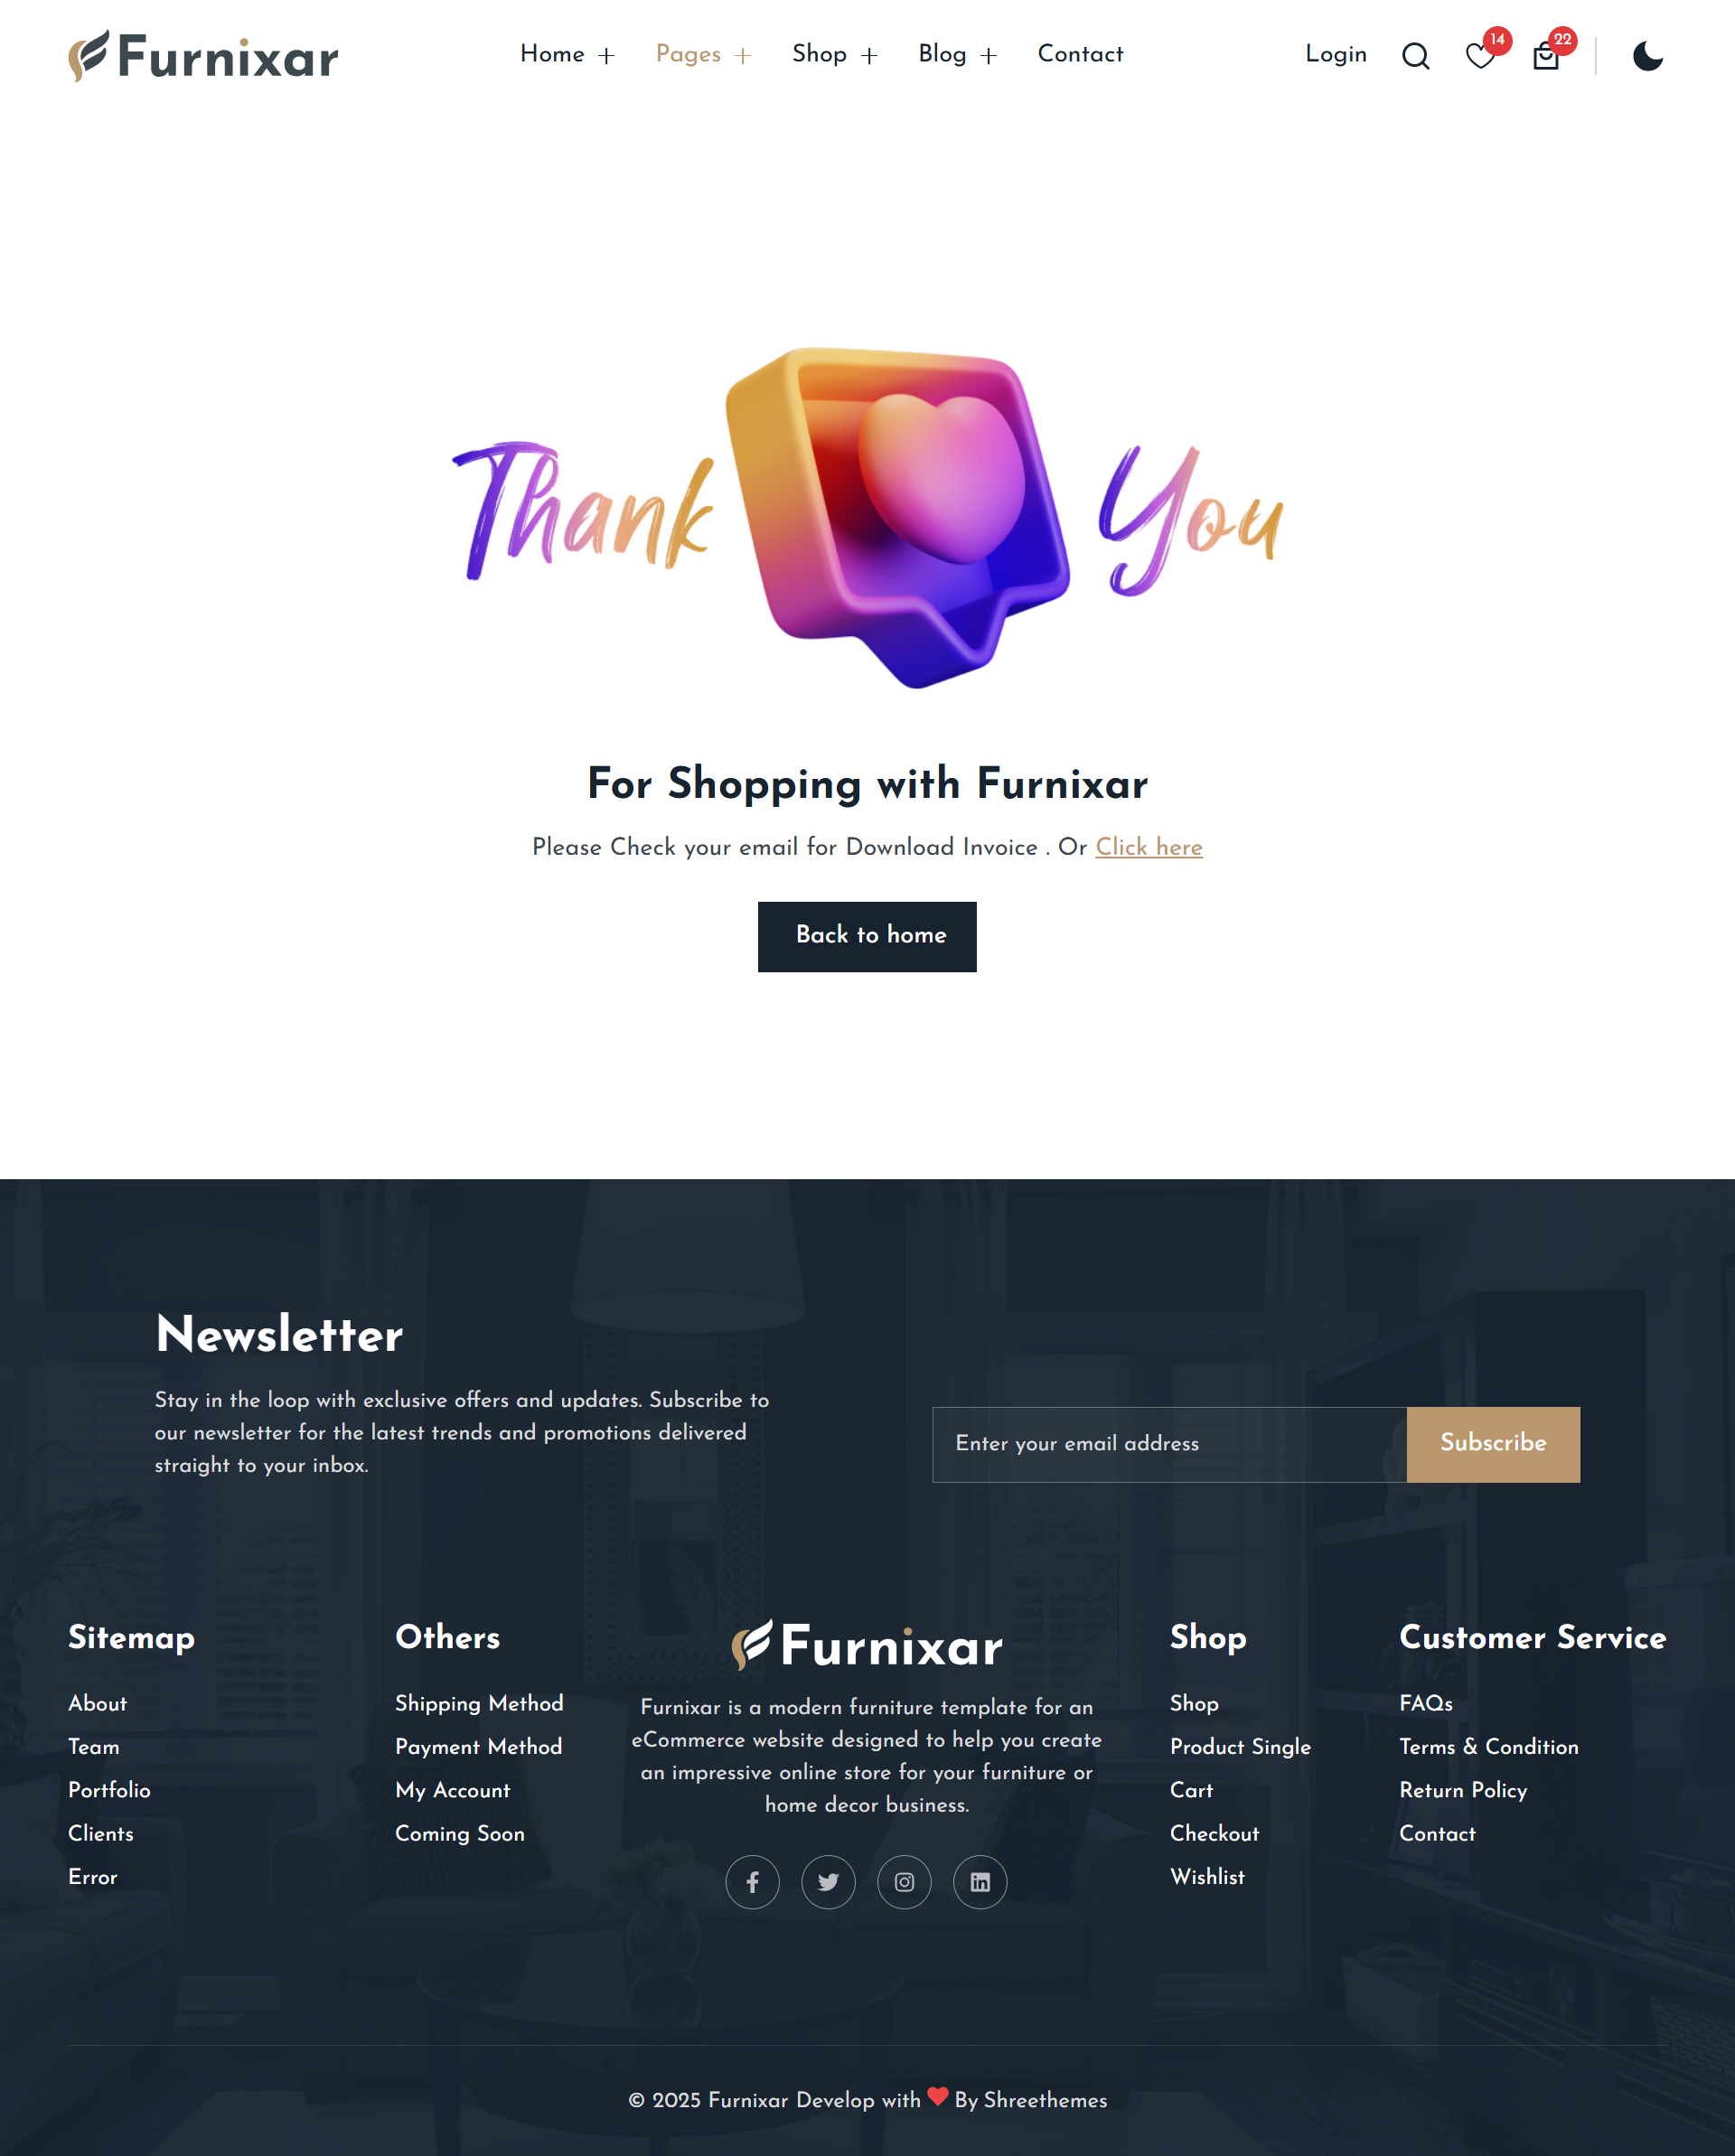 Furnixar
Home
Pages
Shop
Blog
Contact
Login
14
22
Thank You
For Shopping with Furnixar
Please Check your email for Download Invoice . Or Click here
Back to home
Newsletter
Stay in the loop with exclusive offers and updates. Subscribe to
our newsletter for the latest trends and promotions delivered
straight to your inbox.
Enter your email address
Subscribe
Sitemap
About
Team
Portfolio
Clients
Error
Others
Shipping Method
Payment Method
My Account
Coming Soon
Furnixar
Furnixar is a modern furniture template for an
eCommerce website designed to help you create
an impressive online store for your furniture or
home decor business.
Shop
Shop
Product Single
Cart
Checkout
Wishlist
Customer Service
FAQs
Terms & Condition
Return Policy
Contact
© 2025 Furnixar Develop with ❤ By Shreethemes